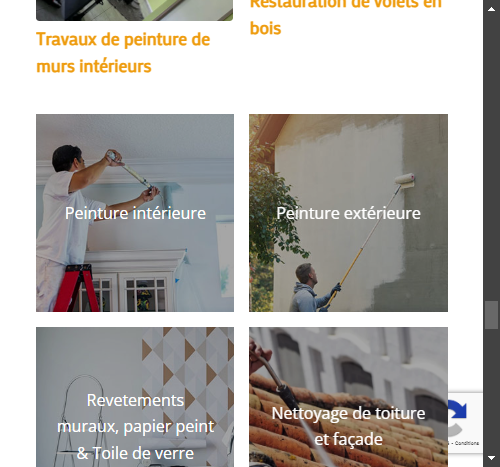 Travaux de peinture de
murs intérieurs
Restauration de volets en
bois
Peinture intérieure
Peinture extérieure
Revetements
muraux, papier peint
& Toile de verre
Nettoyage de toiture
et façade
- Conditions